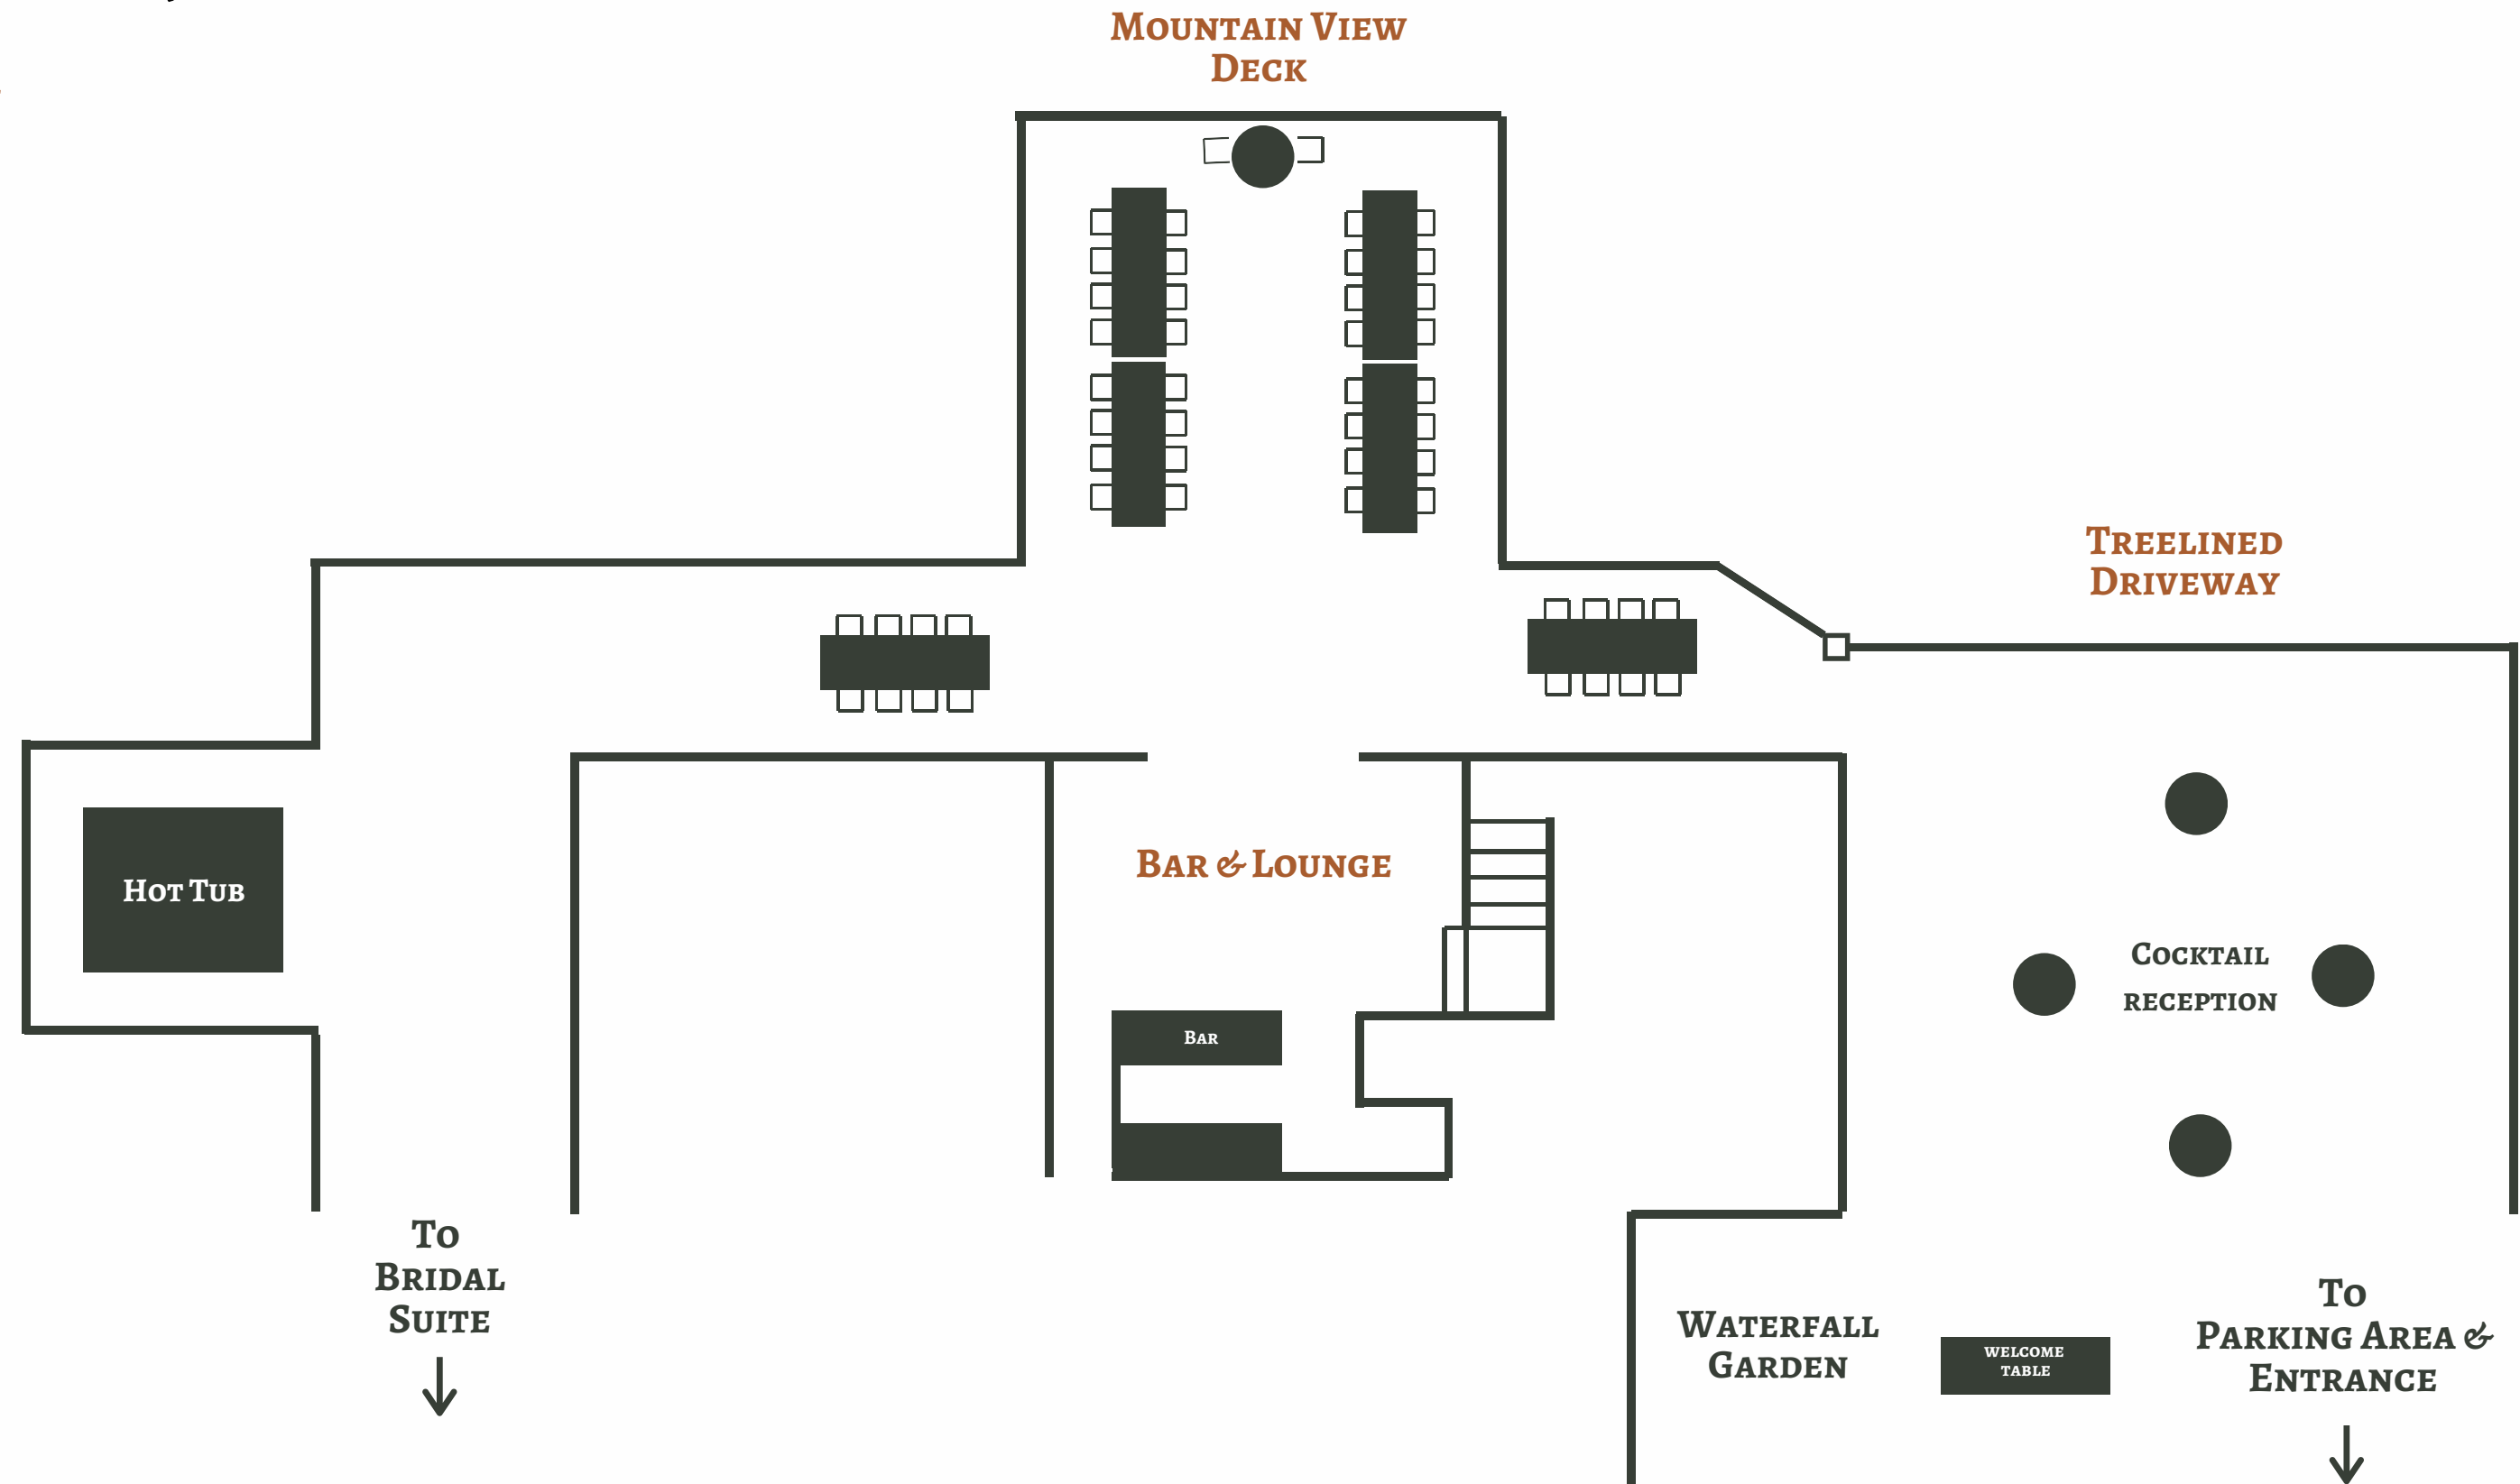 Mountain View
Deck
Treelined
Driveway
Bar & Lounge
Hot Tub
Cocktail
reception
Bar
To
Bridal
Suite
Waterfall
Garden
welcome
table
To
Parking Area &
Entrance